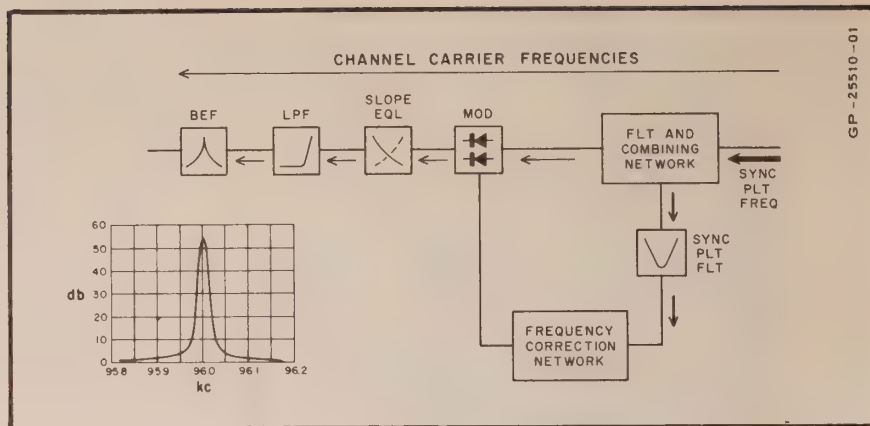 CHANNEL CARRIER FREQUENCIES
GP-25510-01
BEF
LPF
SLOPE
EQL
MOD
FLT AND
COMBINING
NETWORK
SYNC
PLT
FREQ
SYNC
PLT
FLT
FREQUENCY
CORRECTION
NETWORK
60
50
40
30
20
10
0
db
95.8
95.9
96.0
96.1
96.2
kc